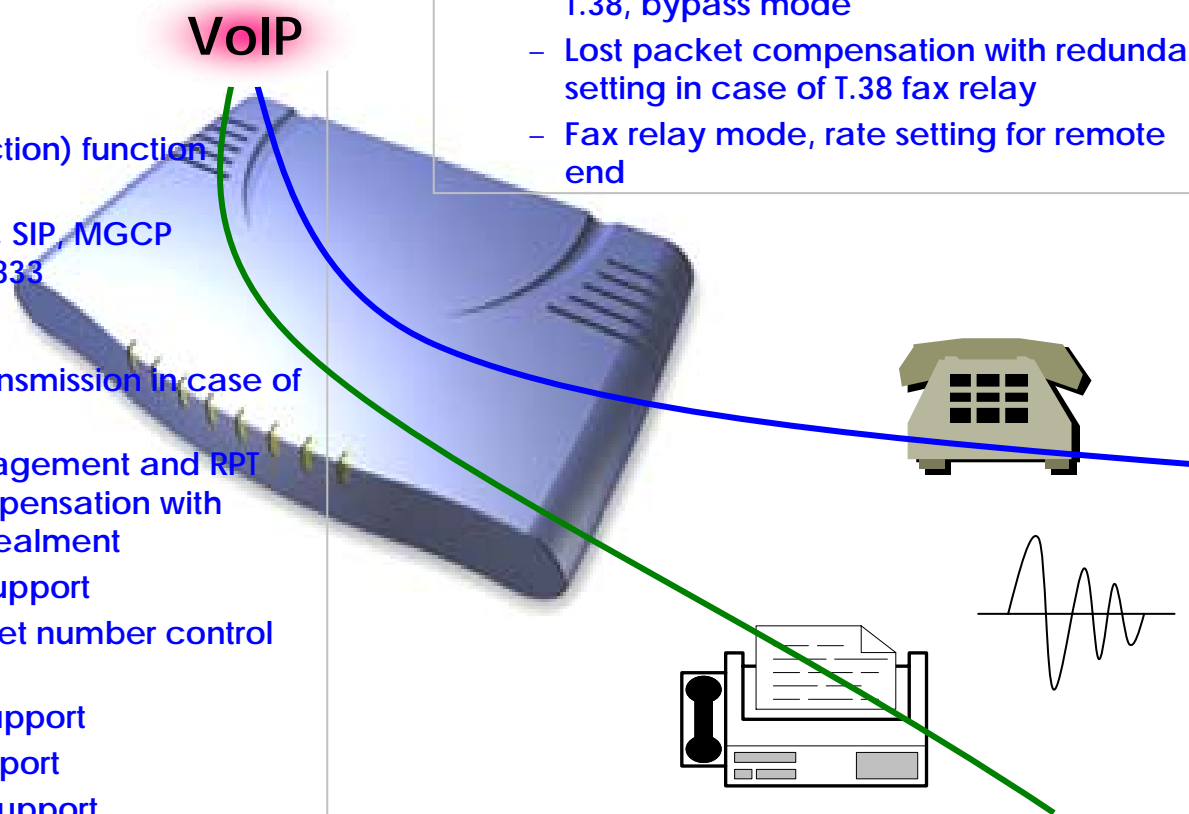 VoIP
T.38, bypass mode
– Lost packet compensation with redunda
setting in case of T.38 fax relay
– Fax relay mode, rate setting for remote
end
ction) function
SIP, MGCP
333
nsmission in case of
agement and RPT
pensation with
ealment
upport
et number control
upport
port
upport